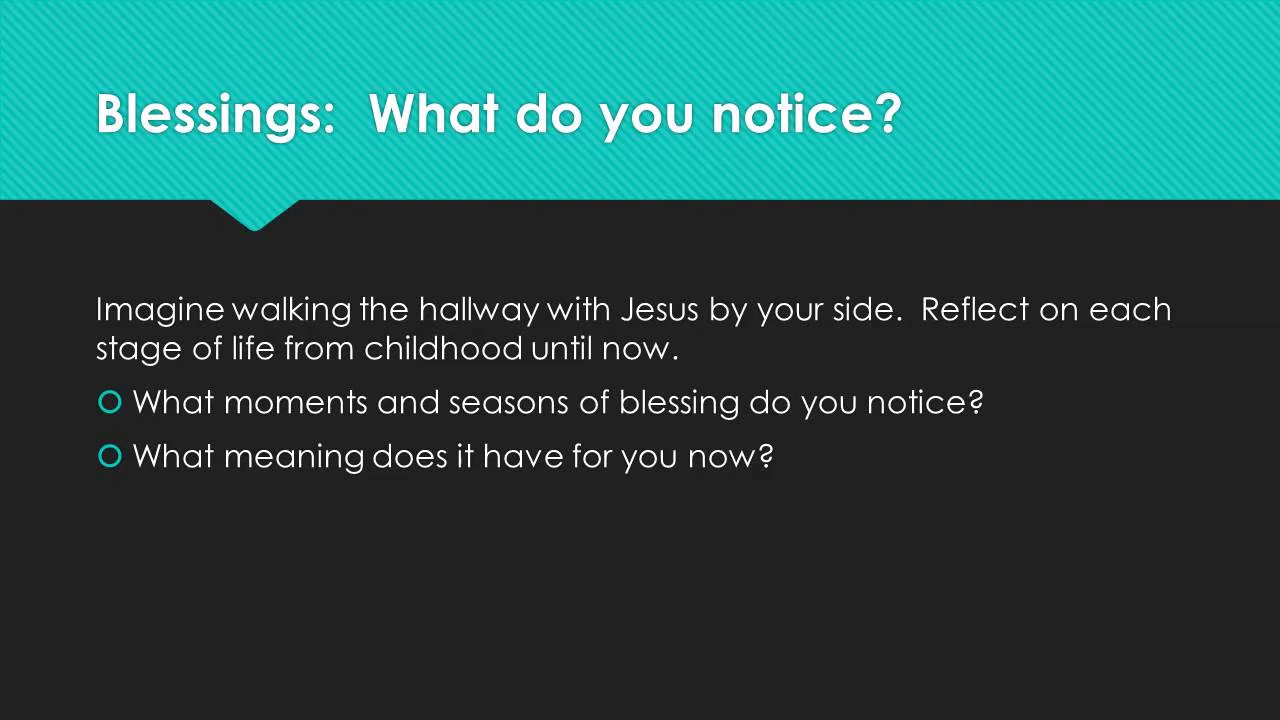 Blessings:  What do you notice?
Imagine walking the hallway with Jesus by your side.  Reflect on each
stage of life from childhood until now.
What moments and seasons of blessing do you notice?
What meaning does it have for you now?